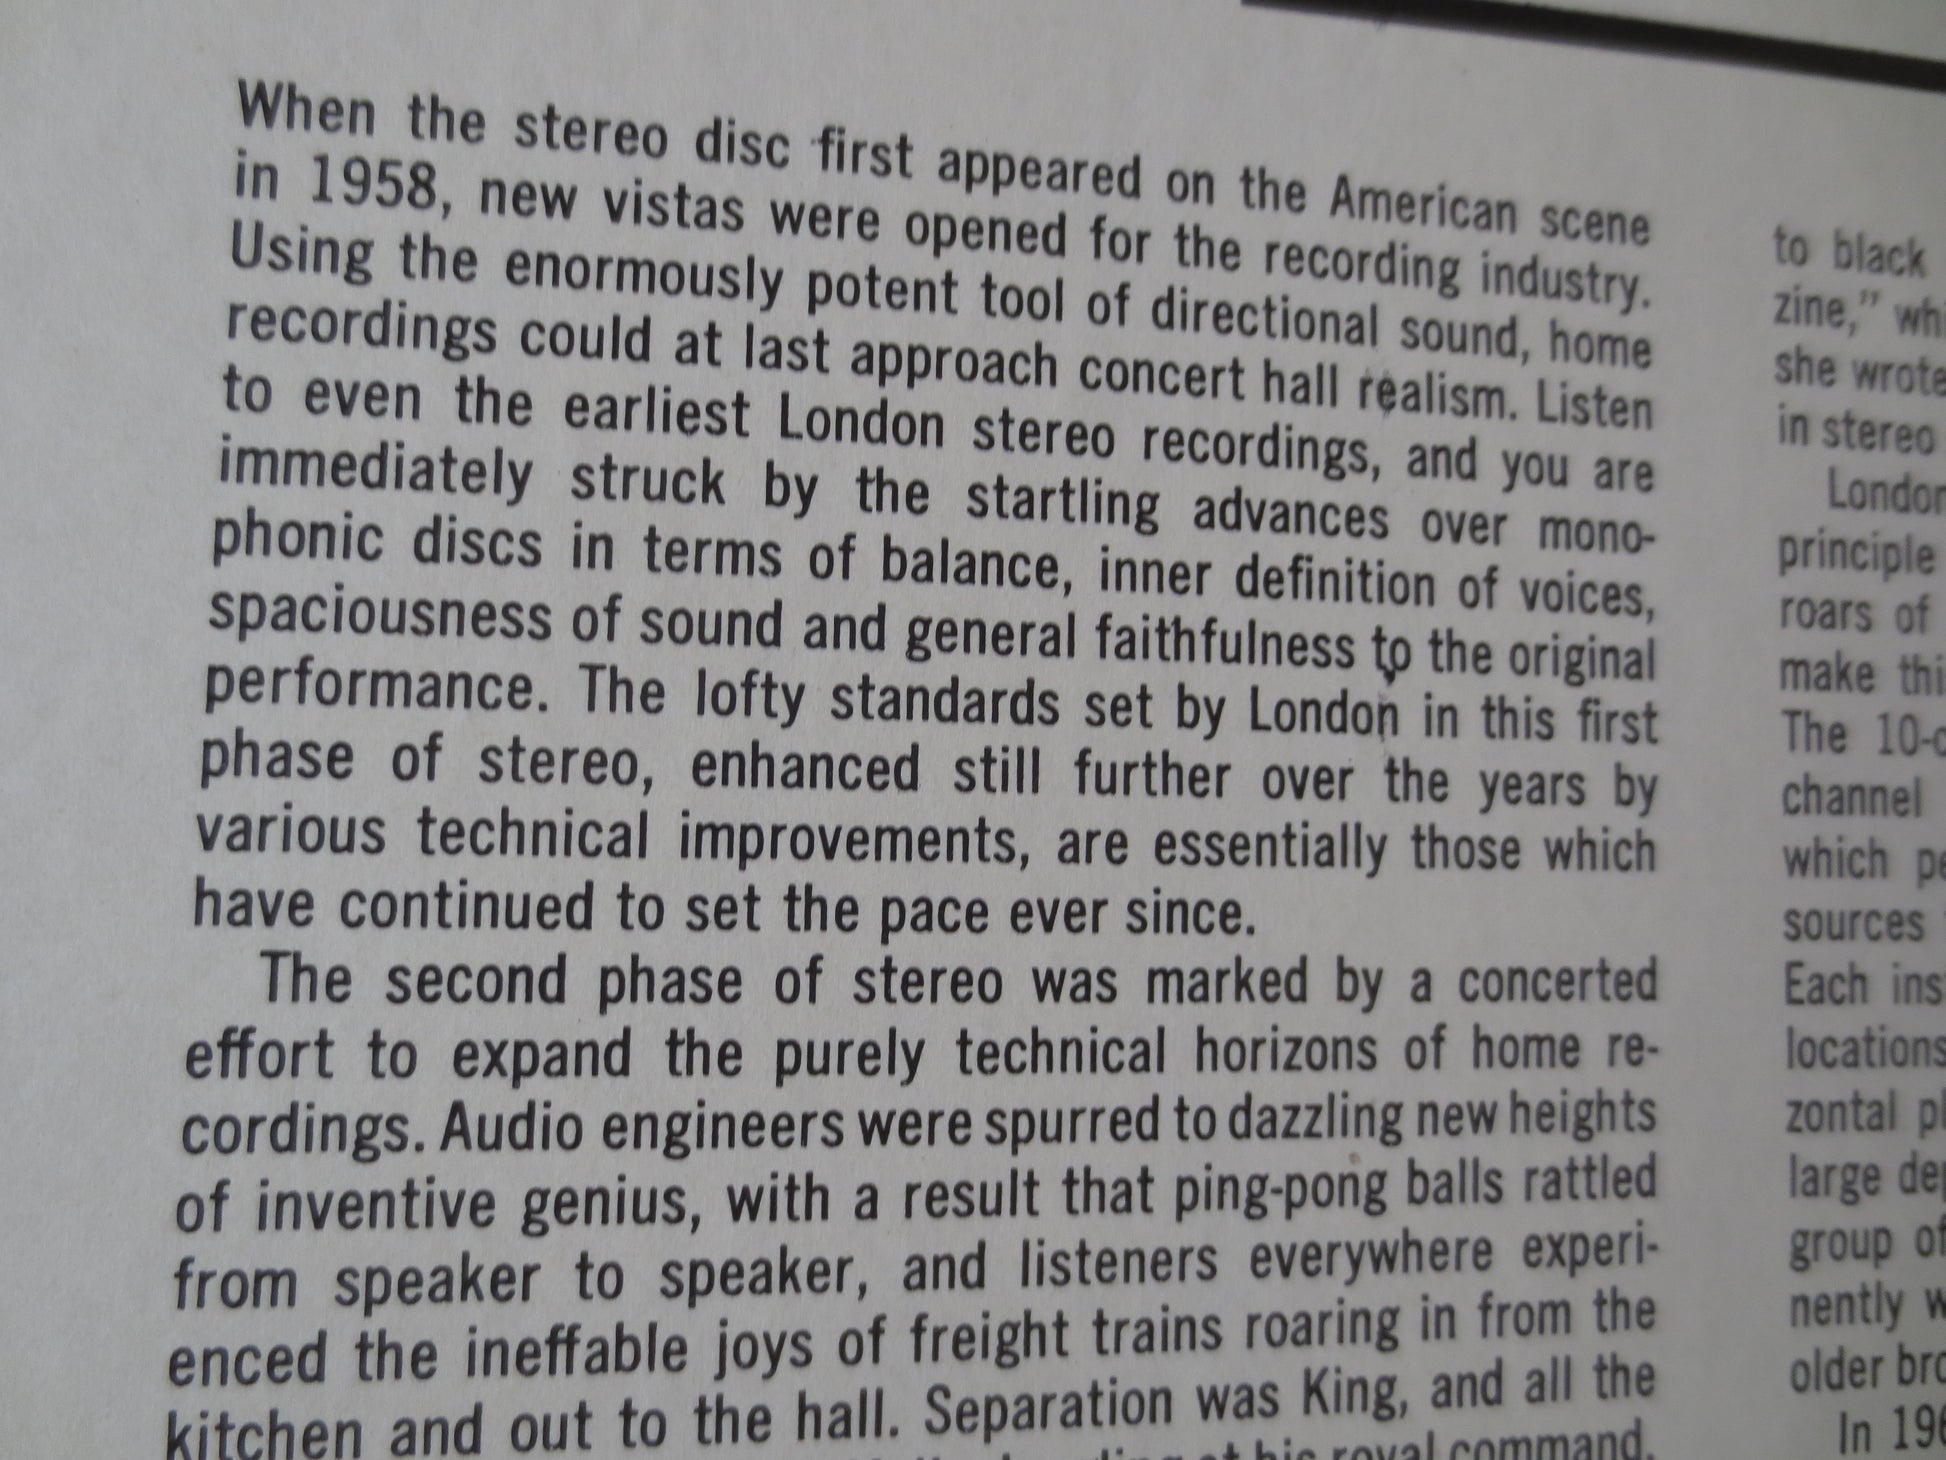 When the stereo disc first appeared on the American scene
in 1958, new vistas were opened for the recording industry.
Using the enormously potent tool of directional sound, home
recordings could at last approach concert hall realism. Listen
to even the earliest London stereo recordings, and you are
immediately struck by the startling advances over mono-
phonic discs in terms of balance, inner definition of voices,
spaciousness of sound and general faithfulness to the original
performance. The lofty standards set by London in this first
phase of stereo, enhanced still further over the years by
various technical improvements, are essentially those which
have continued to set the pace ever since.
The second phase of stereo was marked by a concerted
effort to expand the purely technical horizons of home re-
cordings. Audio engineers were spurred to dazzling new heights
of inventive genius, with a result that ping-pong balls rattled
from speaker to speaker, and listeners everywhere experi-
enced the ineffable joys of freight trains roaring in from the
kitchen and out to the hall. Separation was King, and all the
at his royal command.
to black
zine,”
she wrote
in stereo
London
principle
roars of
make
The
channel
which
sources
Each
locations
zontal
large
group of
nently
older
In